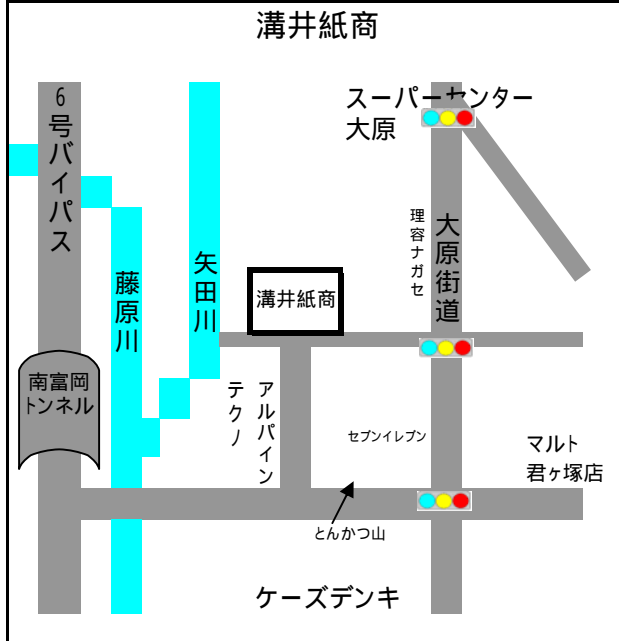 溝井紙商
6号バイパス
スーパーセンター
大原
理容ナガセ
大原街道
矢田川
藤原川
溝井紙商
南富岡
トンネル
アルパイン
テクノ
セブンイレブン
マルト
君ヶ塚店
とんかつ山
ケーズデンキ